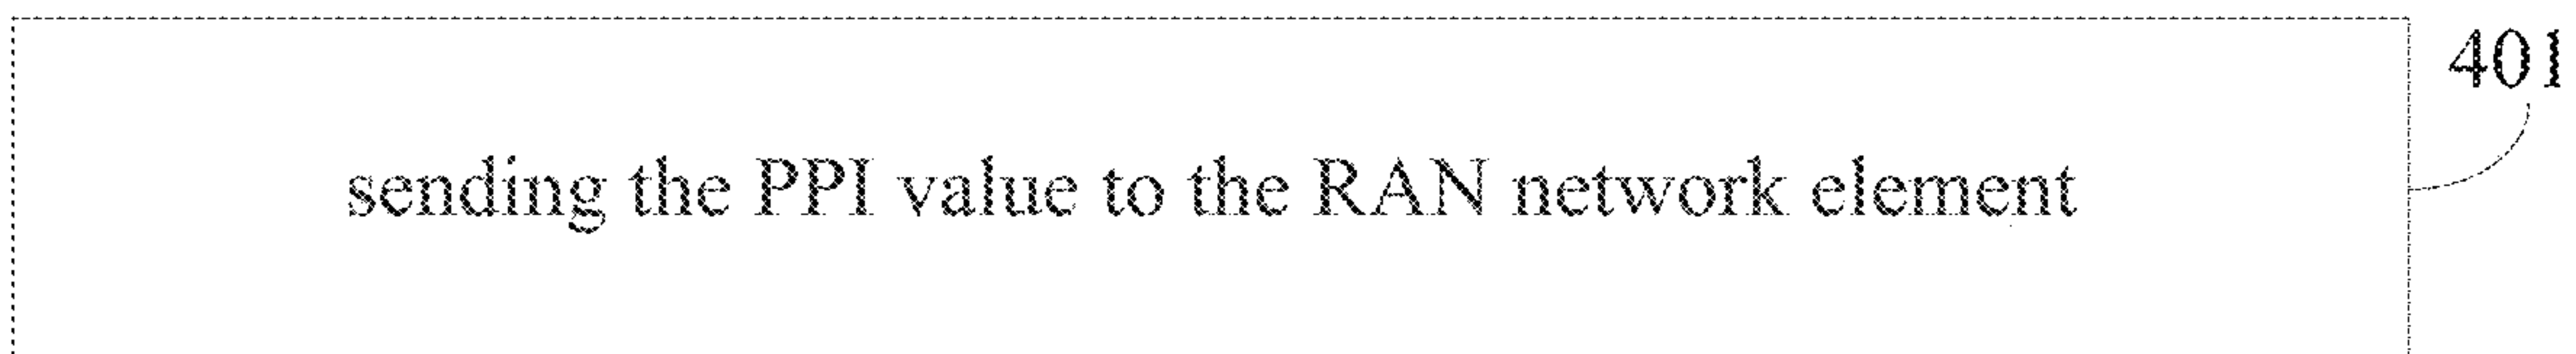 401
sending the PPI value to the RAN network element